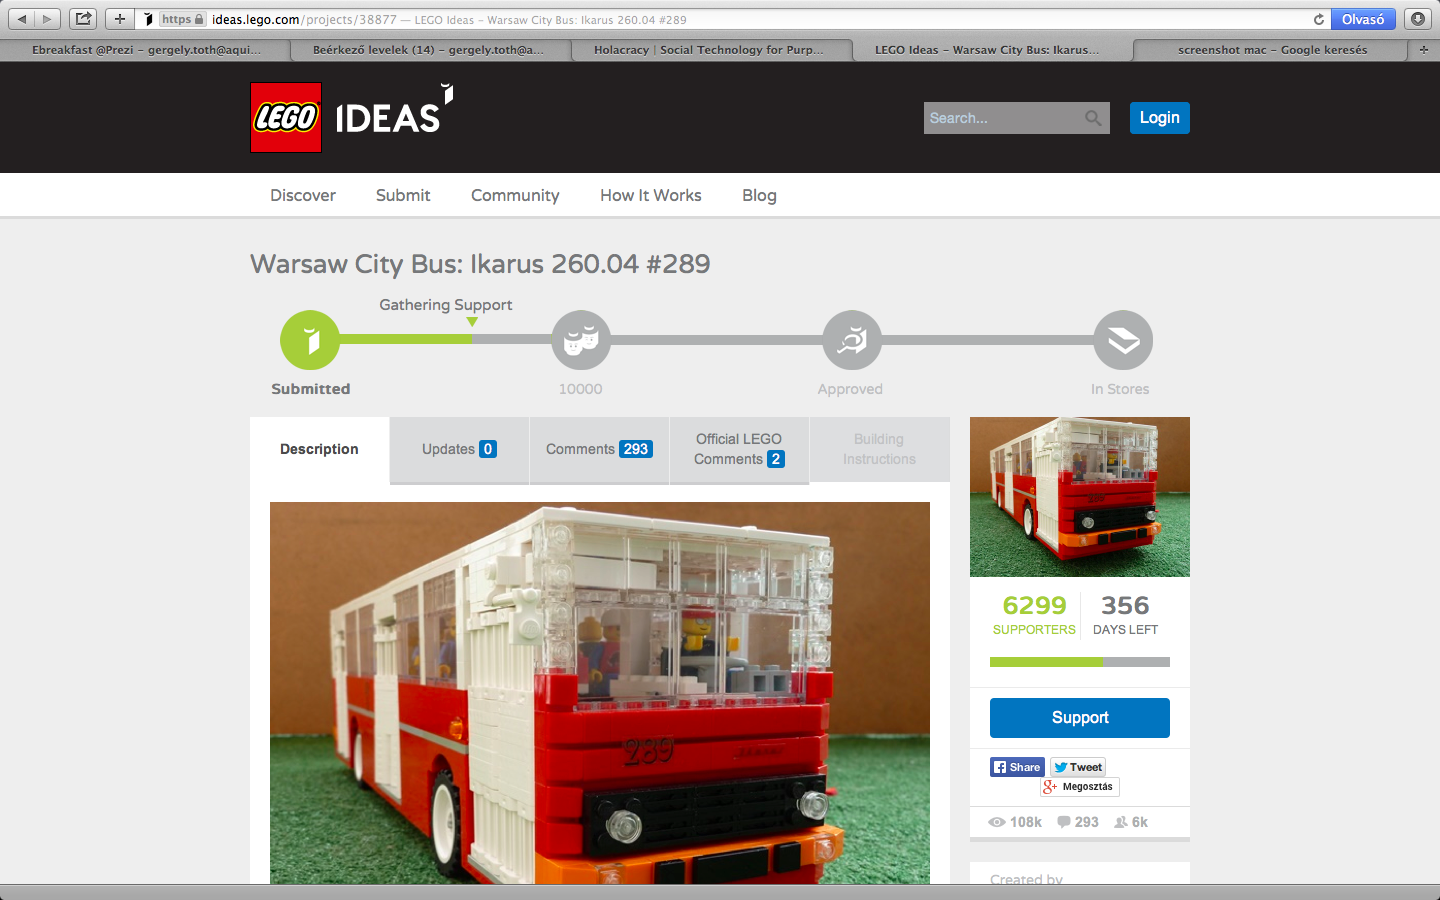 https ideas.lego.com/projects/38877 — LEGO Ideas – Warsaw City Bus: Ikarus 260.04 #289
Olvasó
Ebreakfast @Prezi – gergely.toth@aqui...
Beérkező levelek (14) – gergely.toth@a...
Holacracy | Social Technology for Purp...
LEGO Ideas – Warsaw City Bus: Ikarus...
screenshot mac – Google keresés
LEGO IDEAS
Search...
Login
Discover
Submit
Community
How It Works
Blog
Warsaw City Bus: Ikarus 260.04 #289
Gathering Support
Submitted
10000
Approved
In Stores
Description
Updates 0
Comments 293
Official LEGO
Comments 2
Building
Instructions
289
6299
SUPPORTERS
356
DAYS LEFT
Support
Share
Tweet
g+ Megosztás
108k
293
6k
Created by